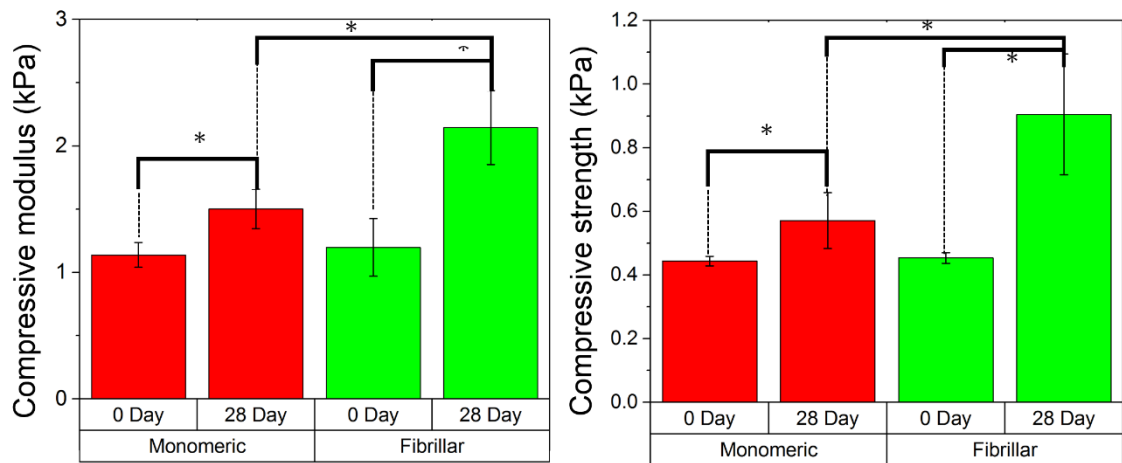 Compressive modulus (kPa)
3
2
1
0
*
*
*
0 Day 28 Day 0 Day 28 Day
Monomeric Fibrillar
Compressive strength (kPa)
1.2
1.0
0.8
0.6
0.4
0.2
0.0
*
*
*
0 Day 28 Day 0 Day 28 Day
Monomeric Fibrillar